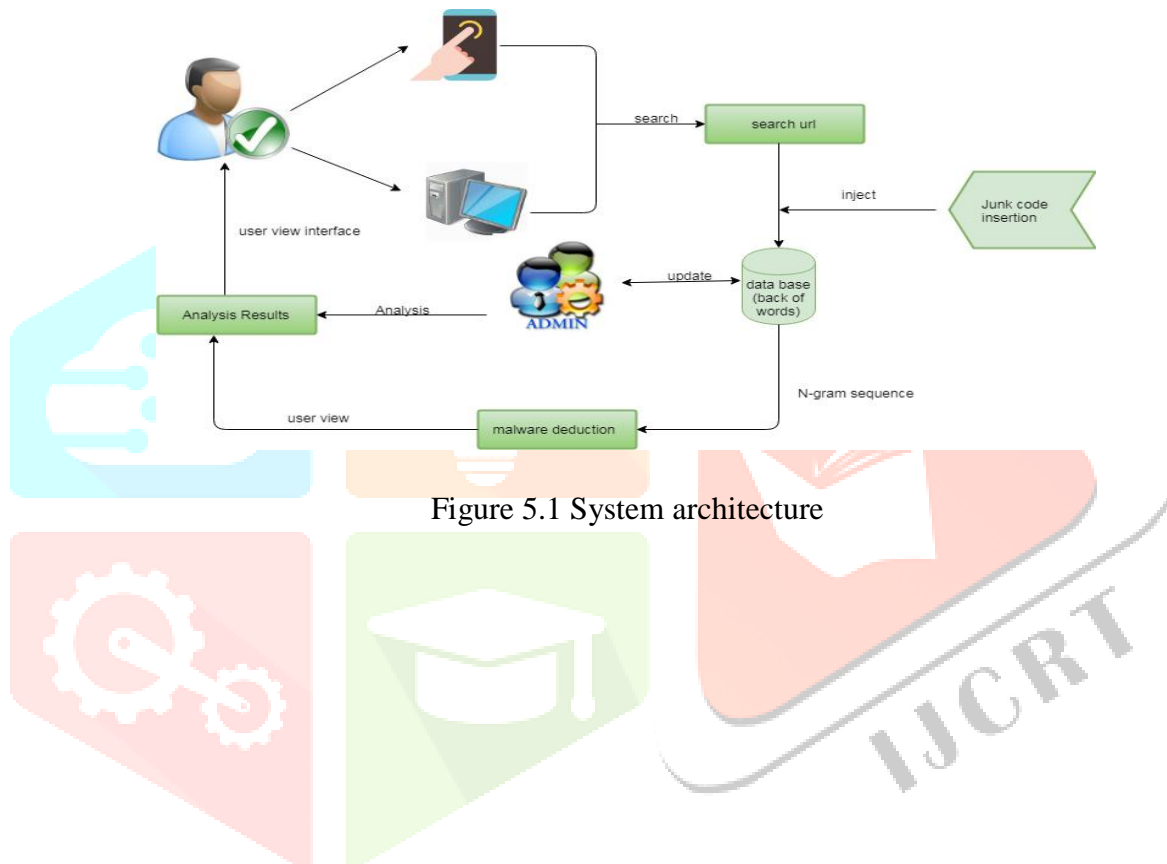 search
search url
inject
Junk code
insertion
user view interface
update
data base
(back of
words)
Analysis Results
Analysis
ADMIN
N-gram sequence
user view
malware deduction
Figure 5.1 System architecture
IJCRT